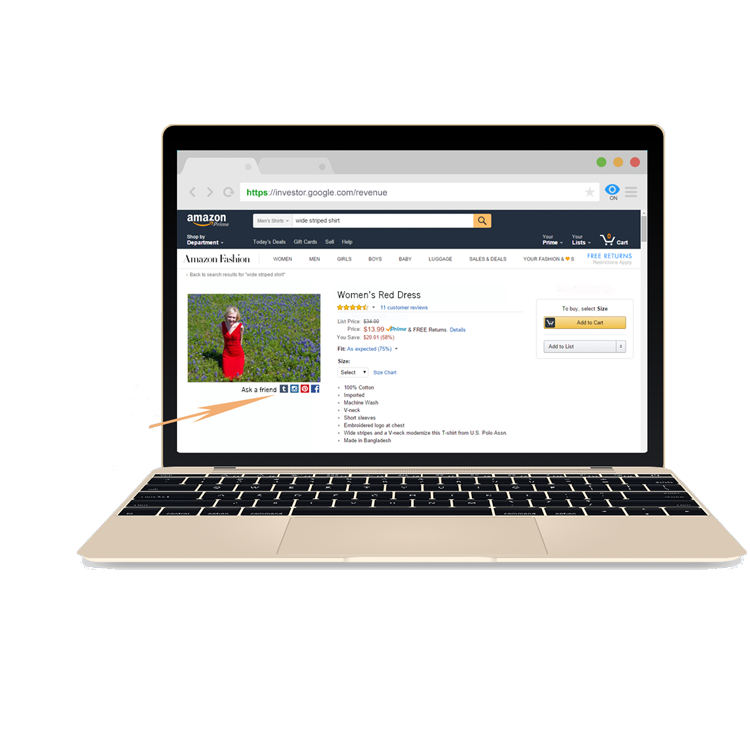 https://investor.google.com/revenue
ON
amazon
Prime
Men's Shirts
wide striped shirt
Shop by
Department
Today's Deals Gift Cards Sell Help
Your
Prime
Your
Lists
0
Cart
Amazon Fashion
WOMEN MEN GIRLS BOYS BABY LUGGAGE SALES & DEALS YOUR FASHION & S
FREE RETURNS
Restrictions Apply
‹ Back to search results for "wide striped shirt"
Women's Red Dress
11 customer reviews
List Price: $34.00
Price: $13.99 Prime & FREE Returns. Details
You Save: $20.01 (58%)
Fit: As expected (75%)
Size:
Select Size Chart
100% Cotton
Imported
Machine Wash
V-neck
Short sleeves
Embroidered logo at chest
Wide stripes and a V-neck modernize this T-shirt from U.S. Polo Assn
Made in Bangladesh
To buy, select Size
Add to Cart
Add to List
Ask a friend